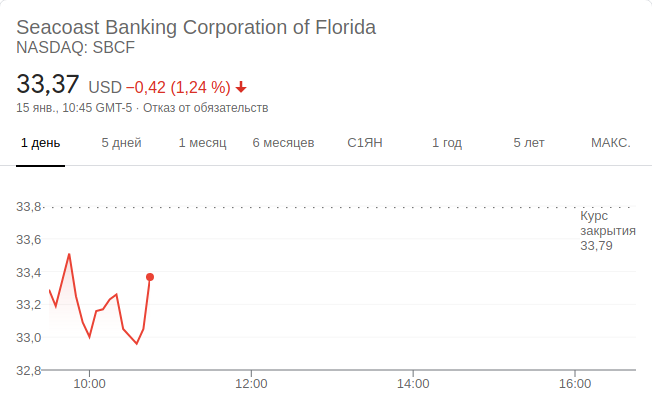 Seacoast Banking Corporation of Florida
NASDAQ: SBCF
33,37 USD −0,42 (1,24 %)
15 янв., 10:45 GMT-5 · Отказ от обязательств
1 день 5 дней 1 месяц 6 месяцев С1ЯН 1 год 5 лет МАКС.
33,8
Курс
закрытия
33,79
33,6
33,4
33,2
33,0
32,8
10:00 12:00 14:00 16:00